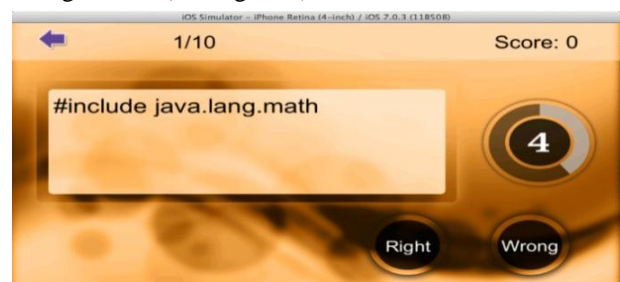 iOS Simulator – iPhone Retina (4-inch) / iOS 7.0.3 (11B508)
1/10 Score: 0
#include java.lang.math
4
Right Wrong